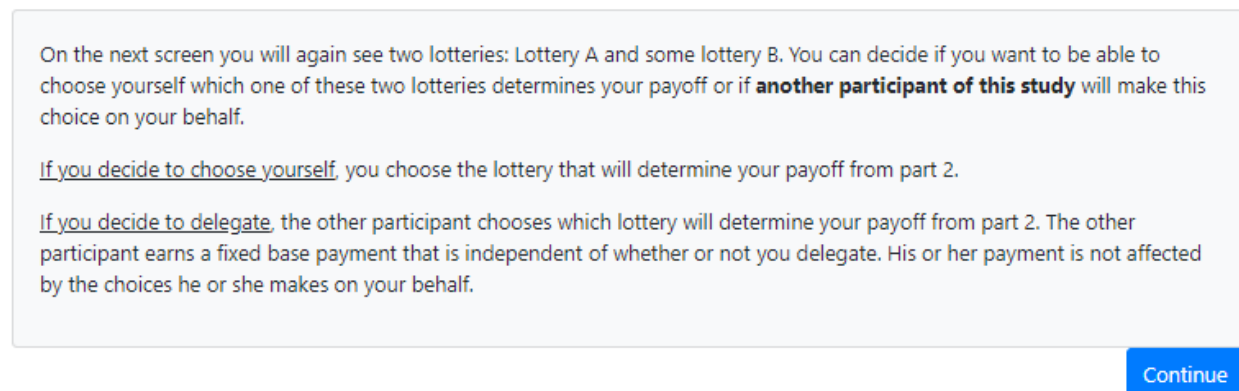 On the next screen you will again see two lotteries: Lottery A and some lottery B. You can decide if you want to be able to
choose yourself which one of these two lotteries determines your payoff or if another participant of this study will make this
choice on your behalf.
If you decide to choose yourself, you choose the lottery that will determine your payoff from part 2.
If you decide to delegate, the other participant chooses which lottery will determine your payoff from part 2. The other
participant earns a fixed base payment that is independent of whether or not you delegate. His or her payment is not affected
by the choices he or she makes on your behalf.
Continue